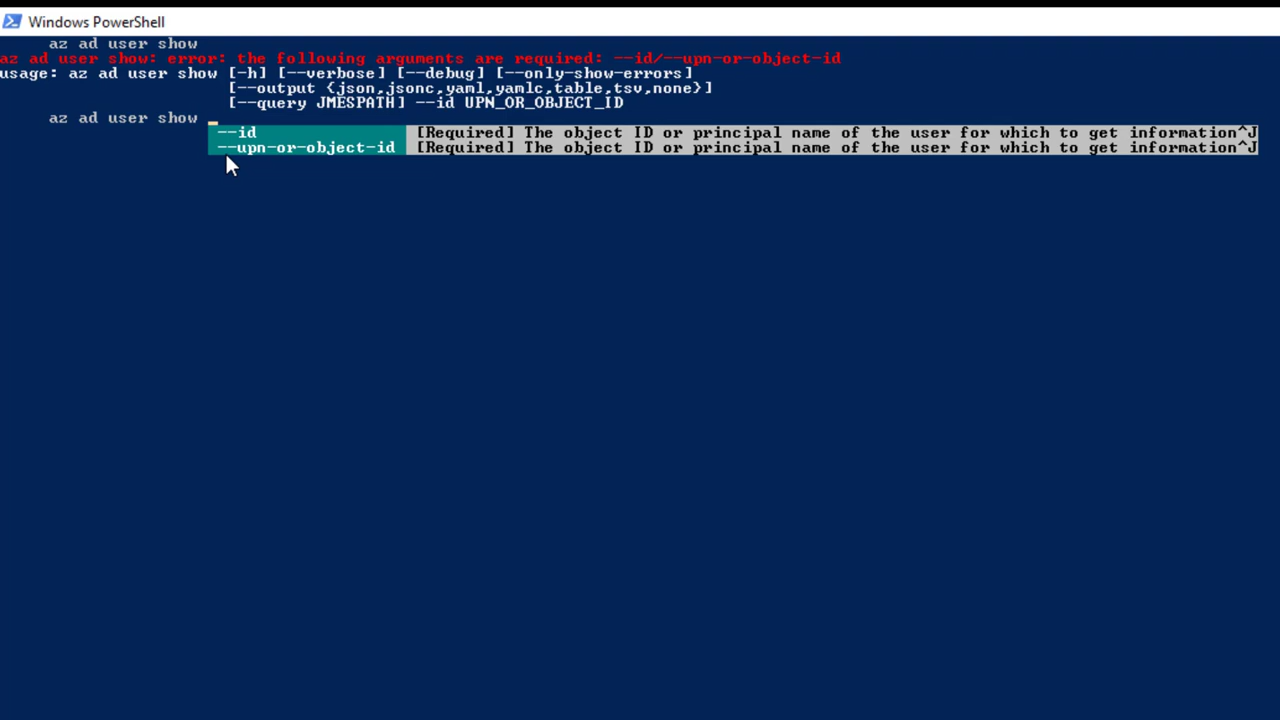 Windows PowerShell
az ad user show
az ad user show: error: the following arguments are required: --id/--upn-or-object-id
usage: az ad user show [-h] [--verbose] [--debug] [--only-show-errors]
[--output {json,jsonc,yaml,yamlc,table,tsv,none}]
[--query JMESPATH] --id UPN_OR_OBJECT_ID
az ad user show _
--id [Required] The object ID or principal name of the user for which to get information^J
--upn-or-object-id [Required] The object ID or principal name of the user for which to get information^J